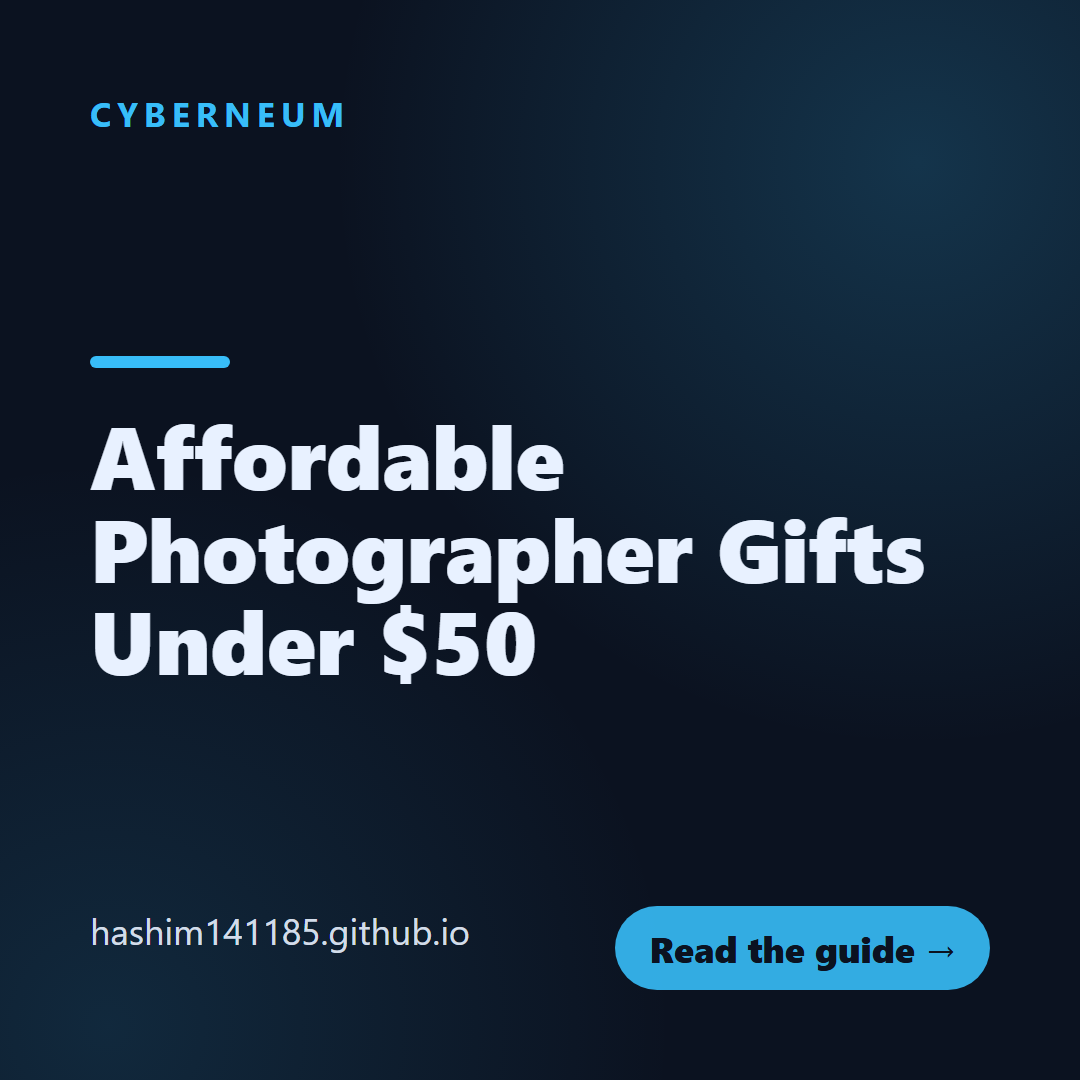 CYBERNEUM
Affordable
Photographer Gifts
Under $50
hashim141185.github.io
Read the guide →